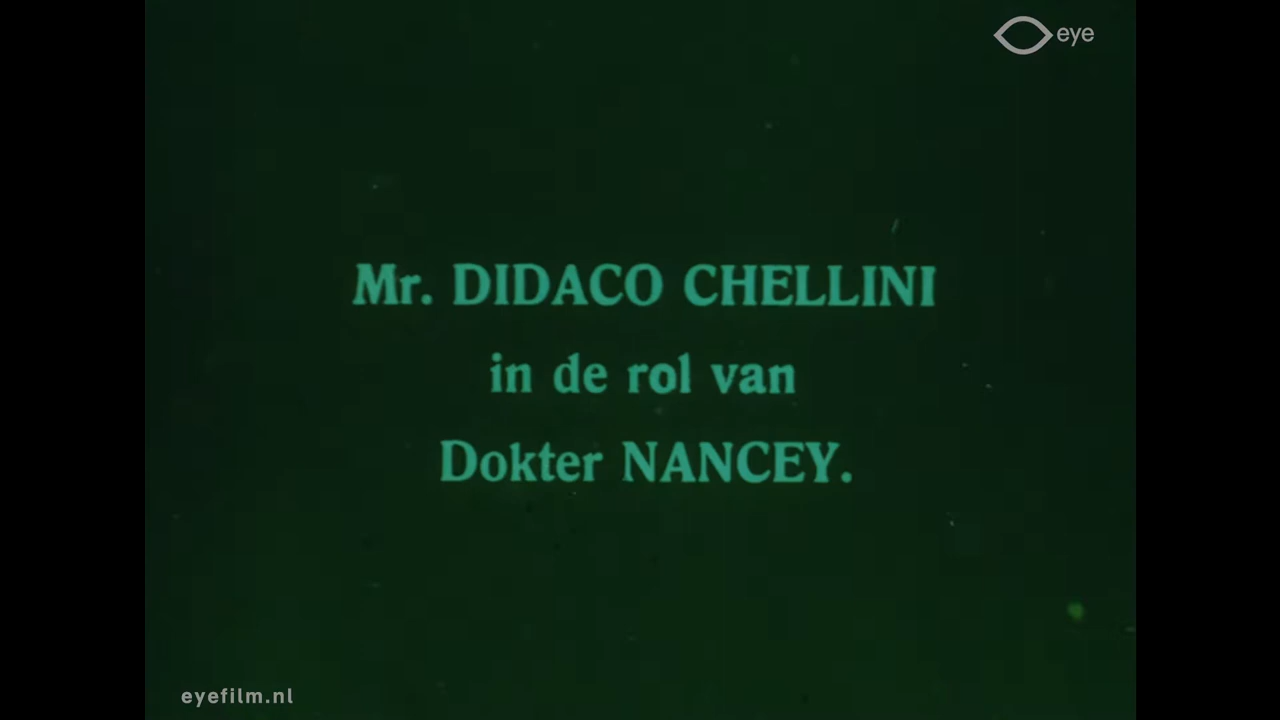 eye
Mr. DIDACO CHELLINI
in de rol van
Dokter NANCEY.
eyefilm.nl